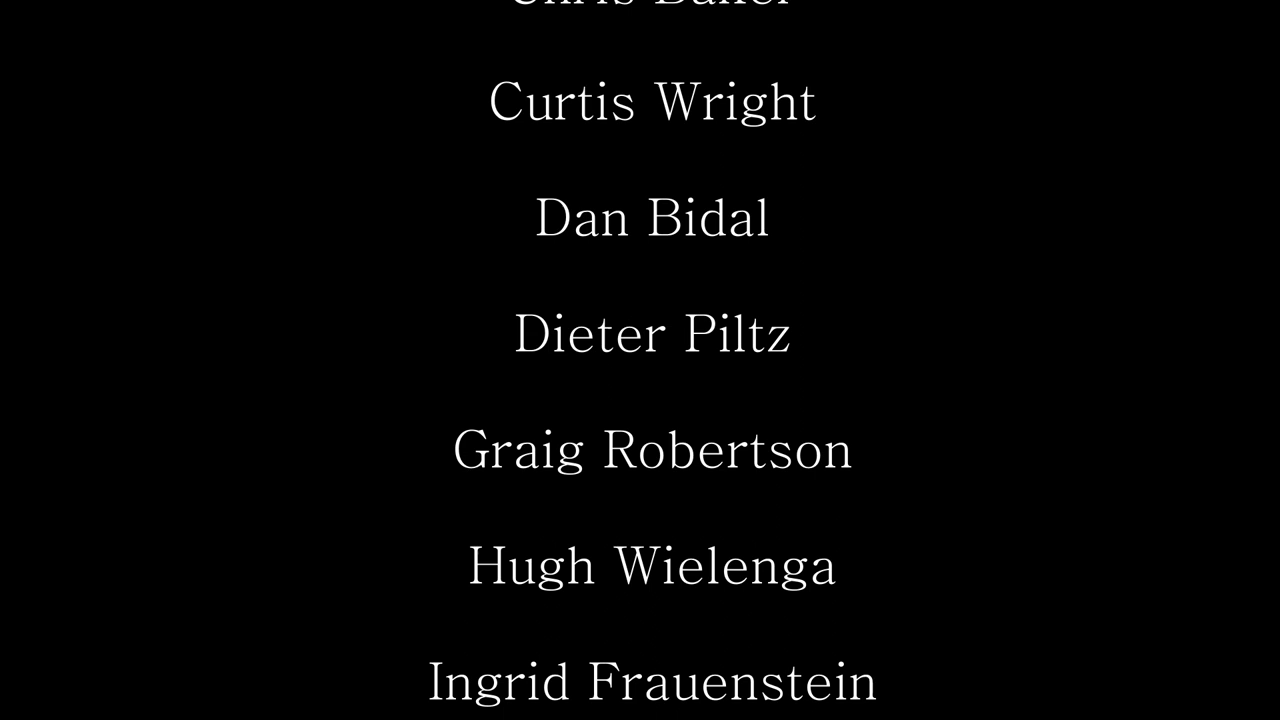 Curtis Wright
Dan Bidal
Dieter Piltz
Graig Robertson
Hugh Wielenga
Ingrid Frauenstein